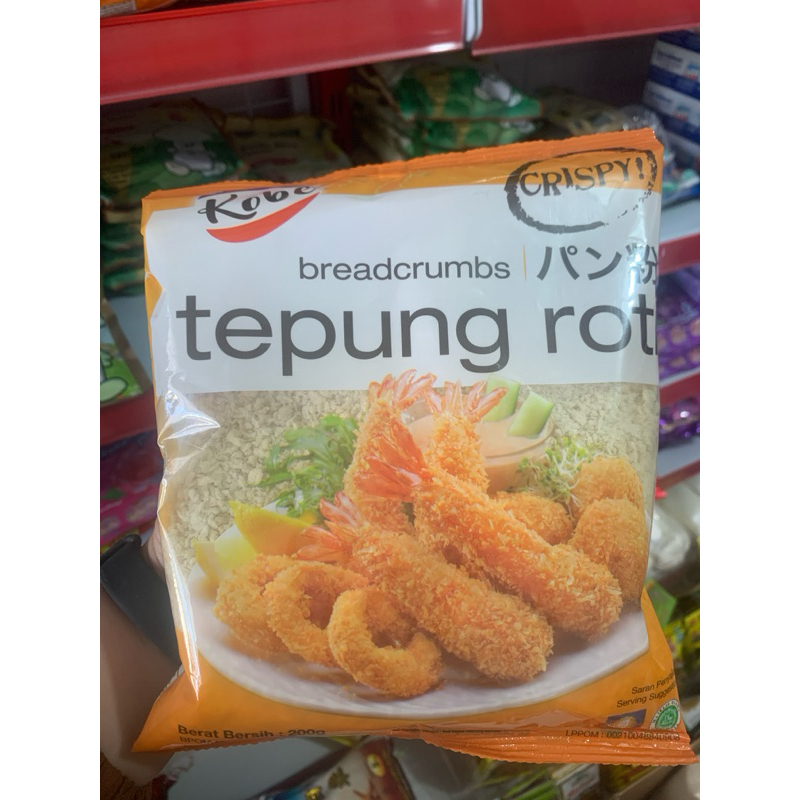 Kobe
CRISPY!
breadcrumbs | パン粉
tepung roti
Saran Penyajian
Serving Suggestion
Berat Bersih : 200g